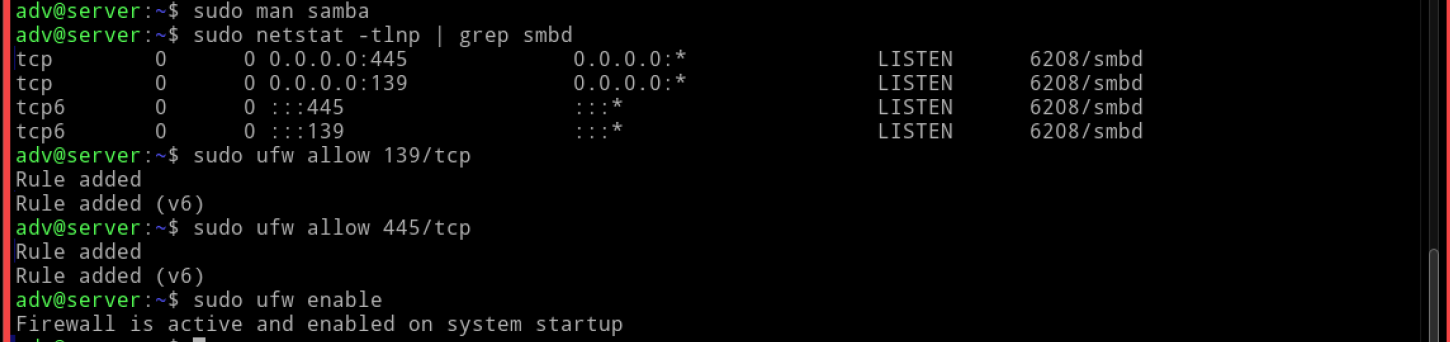 adv@server:~$ sudo man samba
adv@server:~$ sudo netstat -tlnp | grep smbd
tcp        0      0 0.0.0.0:445             0.0.0.0:*               LISTEN      6208/smbd
tcp        0      0 0.0.0.0:139             0.0.0.0:*               LISTEN      6208/smbd
tcp6       0      0 :::445                  :::*                    LISTEN      6208/smbd
tcp6       0      0 :::139                  :::*                    LISTEN      6208/smbd
adv@server:~$ sudo ufw allow 139/tcp
Rule added
Rule added (v6)
adv@server:~$ sudo ufw allow 445/tcp
Rule added
Rule added (v6)
adv@server:~$ sudo ufw enable
Firewall is active and enabled on system startup